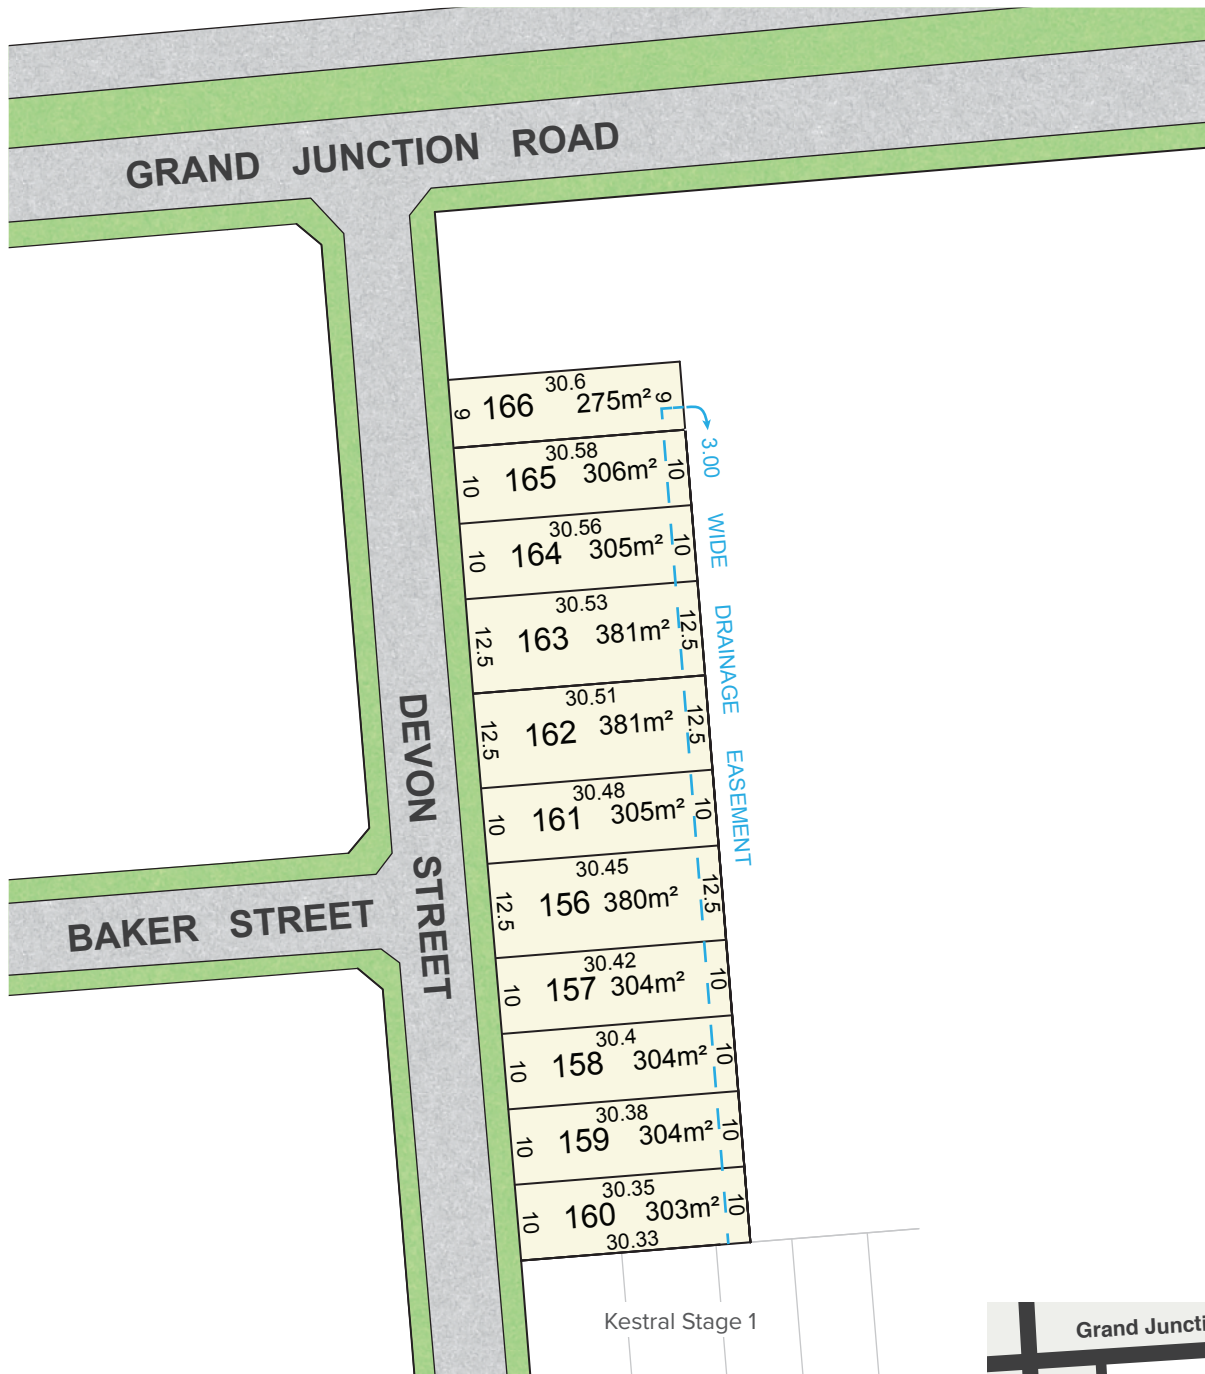 GRAND JUNCTION ROAD
30.6
9 166 275m² 9
3.00 WIDE DRAINAGE EASEMENT
30.58
10 165 306m² 10
30.56
10 164 305m² 10
30.53
12.5 163 381m² 12.5
30.51
12.5 162 381m² 12.5
30.48
10 161 305m² 10
30.45
12.5 156 380m² 12.5
30.42
10 157 304m² 10
30.4
10 158 304m² 10
30.38
10 159 304m² 10
30.35
10 160 303m² 10
30.33
DEVON STREET
BAKER STREET
Kestral Stage 1
Grand Juncti